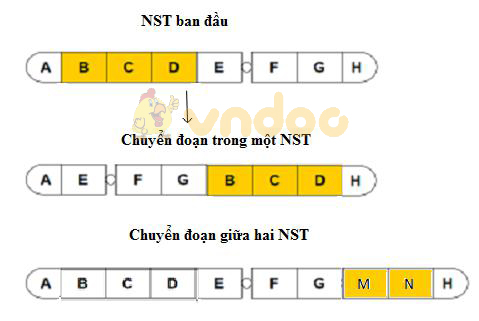 NST ban đầu
A B C D E F G H
vndoc
Chuyển đoạn trong một NST
A E F G B C D H
Chuyển đoạn giữa hai NST
A B C D E F G M N H